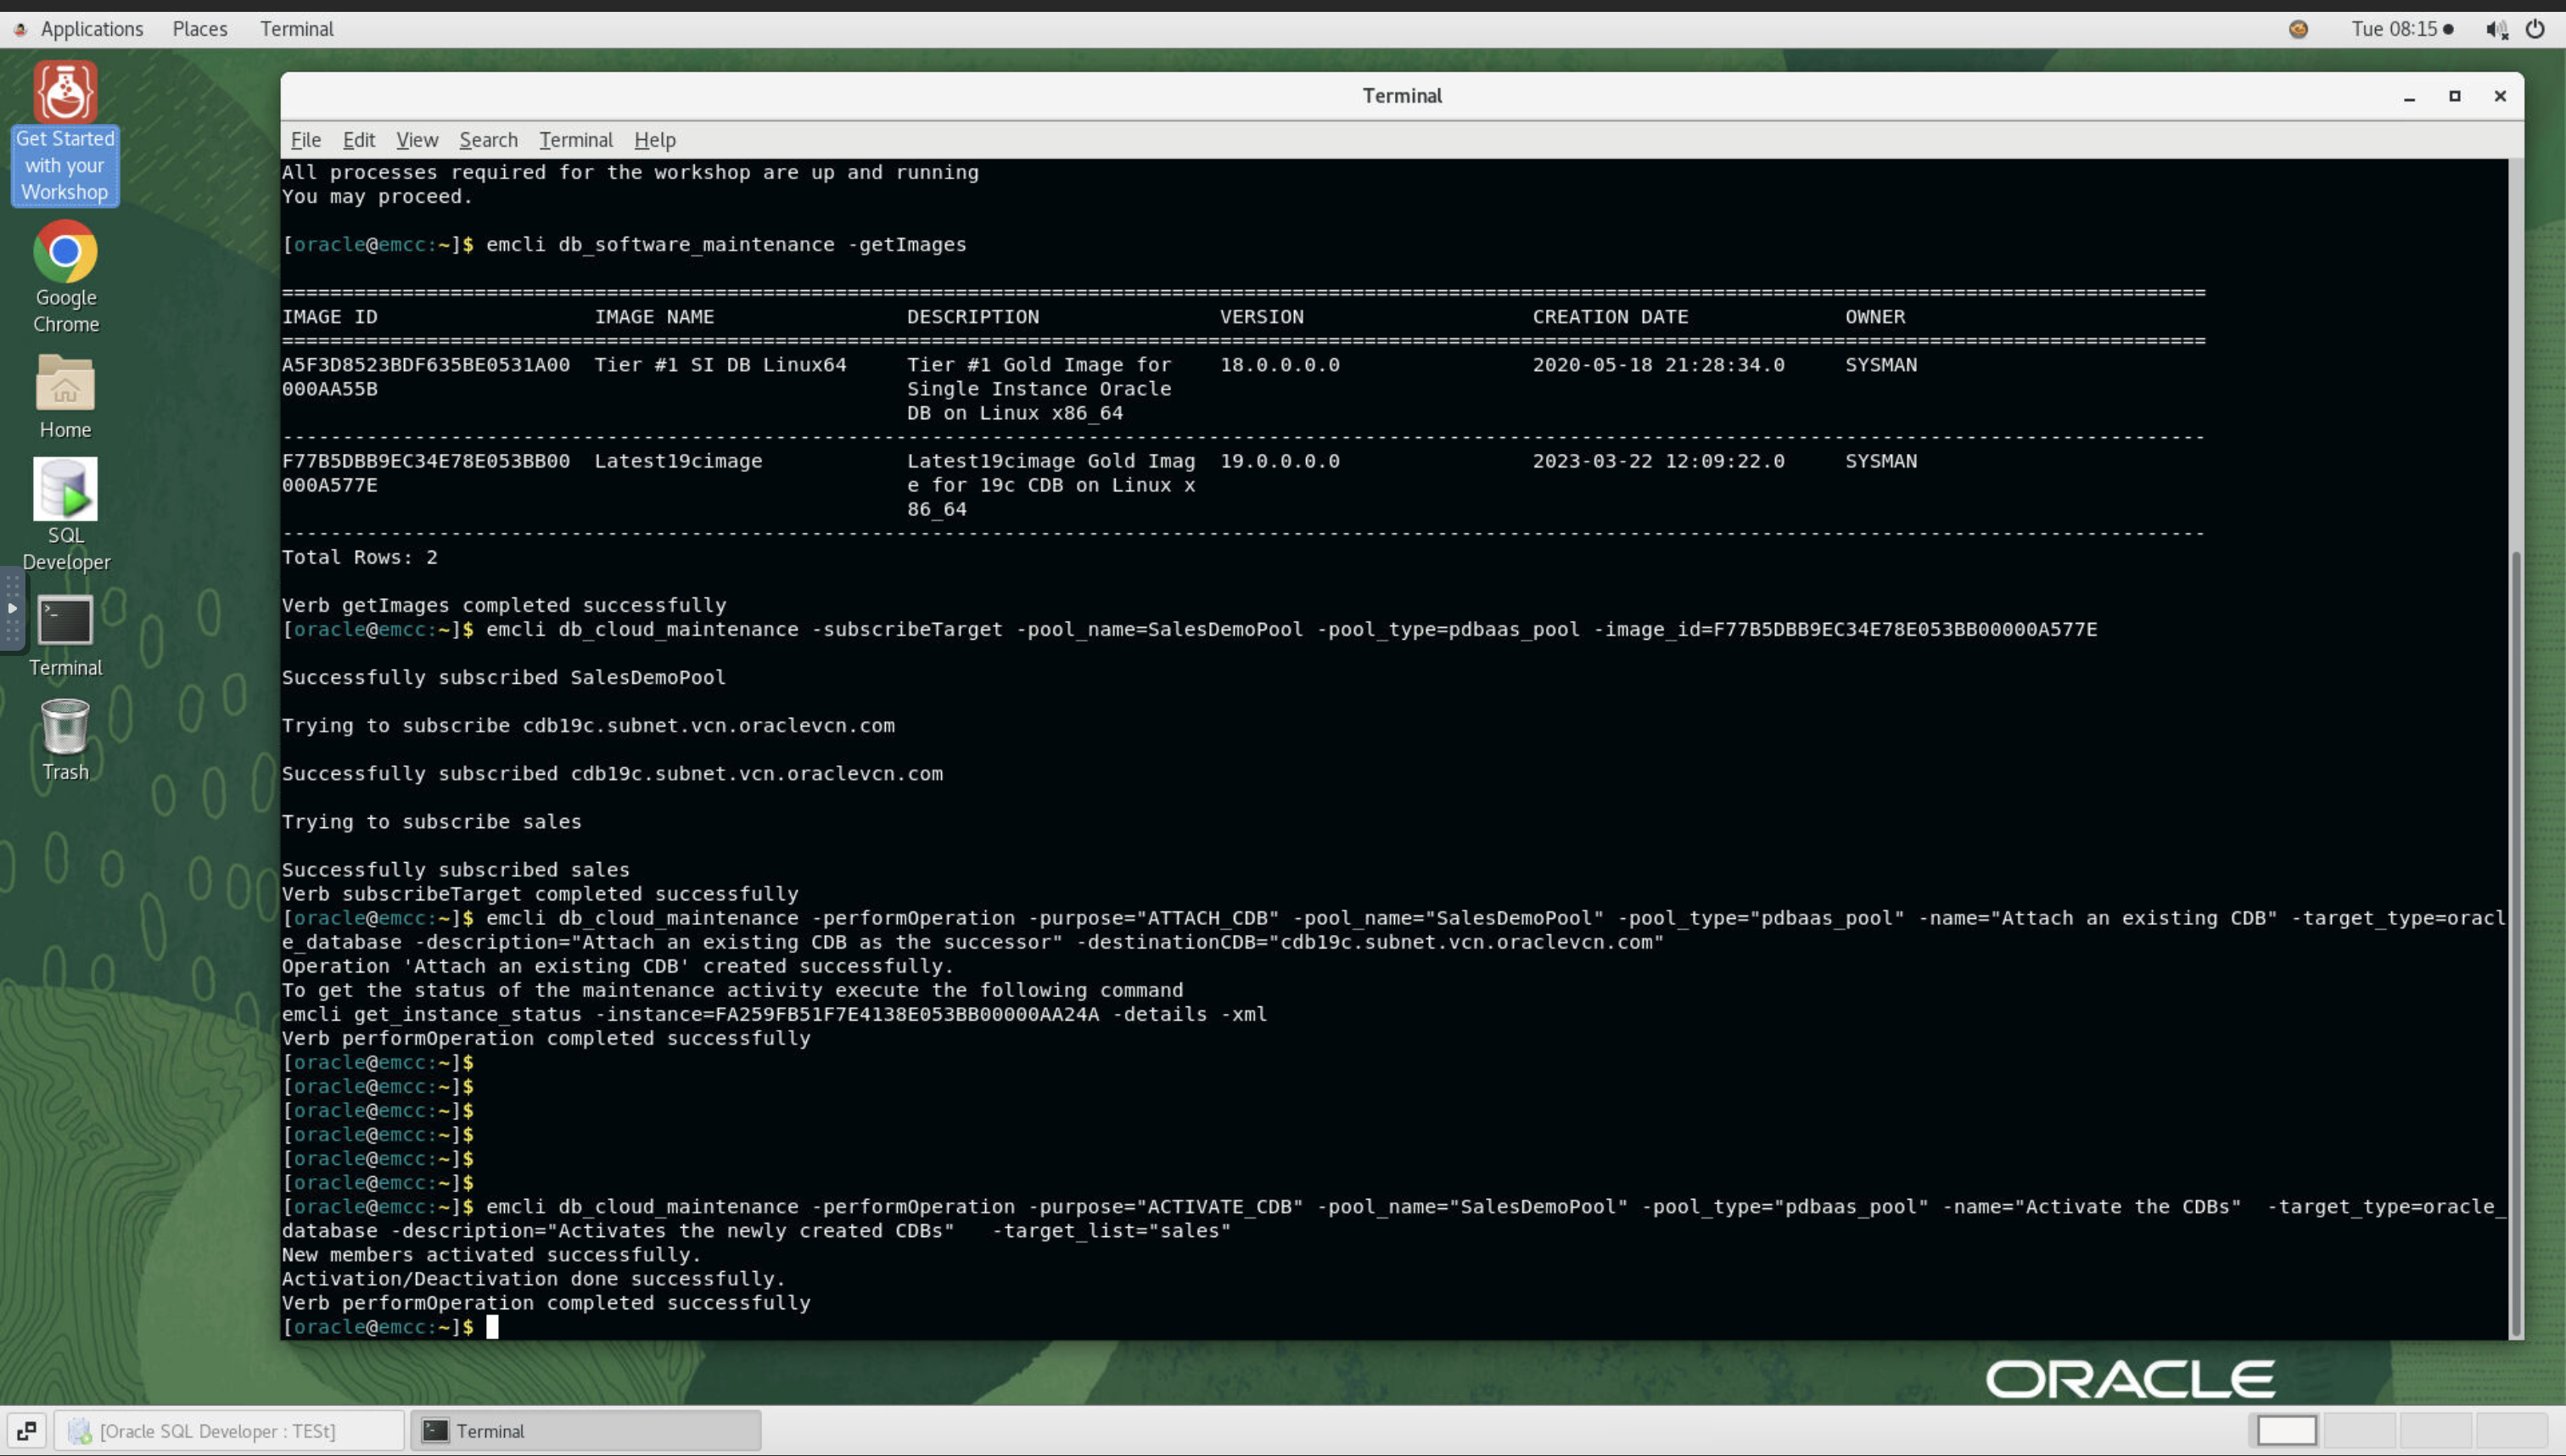 Applications Places Terminal Tue 08:15
Get Started
with your
Workshop
Google
Chrome
Home
SQL
Developer
Terminal
Trash
Terminal
File Edit View Search Terminal Help
All processes required for the workshop are up and running
You may proceed.
[oracle@emcc:~]$ emcli db_software_maintenance -getImages
================================================================================================================================================================
IMAGE ID IMAGE NAME DESCRIPTION VERSION CREATION DATE OWNER
================================================================================================================================================================
A5F3D8523BDF635BE0531A00 Tier #1 SI DB Linux64 Tier #1 Gold Image for 18.0.0.0.0 2020-05-18 21:28:34.0 SYSMAN
000AA55B Single Instance Oracle
DB on Linux x86_64
----------------------------------------------------------------------------------------------------------------------------------------------------------------
F77B5DBB9EC34E78E053BB00 Latest19cimage Latest19cimage Gold Imag 19.0.0.0.0 2023-03-22 12:09:22.0 SYSMAN
000A577E e for 19c CDB on Linux x
86_64
----------------------------------------------------------------------------------------------------------------------------------------------------------------
Total Rows: 2
Verb getImages completed successfully
[oracle@emcc:~]$ emcli db_cloud_maintenance -subscribeTarget -pool_name=SalesDemoPool -pool_type=pdbaas_pool -image_id=F77B5DBB9EC34E78E053BB00000A577E
Successfully subscribed SalesDemoPool
Trying to subscribe cdb19c.subnet.vcn.oraclevcn.com
Successfully subscribed cdb19c.subnet.vcn.oraclevcn.com
Trying to subscribe sales
Successfully subscribed sales
Verb subscribeTarget completed successfully
[oracle@emcc:~]$ emcli db_cloud_maintenance -performOperation -purpose="ATTACH_CDB" -pool_name="SalesDemoPool" -pool_type="pdbaas_pool" -name="Attach an existing CDB" -target_type=oracl
e_database -description="Attach an existing CDB as the successor" -destinationCDB="cdb19c.subnet.vcn.oraclevcn.com"
Operation 'Attach an existing CDB' created successfully.
To get the status of the maintenance activity execute the following command
emcli get_instance_status -instance=FA259FB51F7E4138E053BB00000AA24A -details -xml
Verb performOperation completed successfully
[oracle@emcc:~]$
[oracle@emcc:~]$
[oracle@emcc:~]$
[oracle@emcc:~]$
[oracle@emcc:~]$
[oracle@emcc:~]$
[oracle@emcc:~]$ emcli db_cloud_maintenance -performOperation -purpose="ACTIVATE_CDB" -pool_name="SalesDemoPool" -pool_type="pdbaas_pool" -name="Activate the CDBs"  -target_type=oracle_
database -description="Activates the newly created CDBs"   -target_list="sales"
New members activated successfully.
Activation/Deactivation done successfully.
Verb performOperation completed successfully
[oracle@emcc:~]$
ORACLE
[Oracle SQL Developer : TESt] Terminal